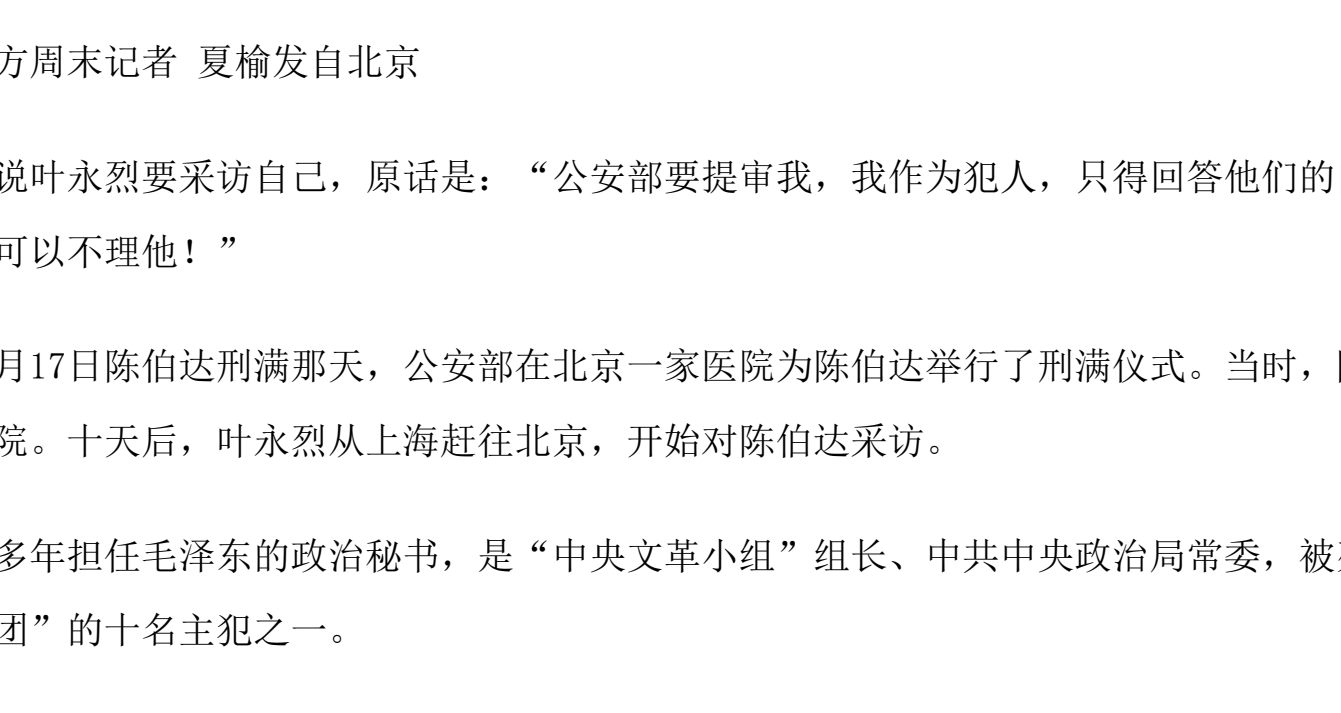 方周末记者 夏榆发自北京
说叶永烈要采访自己，原话是：“公安部要提审我，我作为犯人，只得回答他们的
可以不理他！”
月17日陈伯达刑满那天，公安部在北京一家医院为陈伯达举行了刑满仪式。当时，
院。十天后，叶永烈从上海赶往北京，开始对陈伯达采访。
多年担任毛泽东的政治秘书，是“中央文革小组”组长、中共中央政治局常委，被
团”的十名主犯之一。